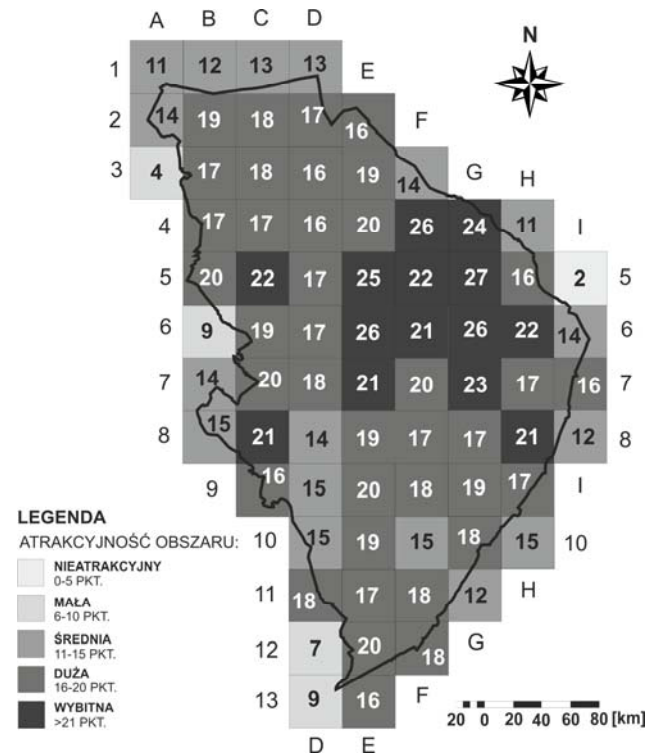 A B C D
N
1 11 12 13 13 E
2 14 19 18 17 16 F
3 4 17 18 16 19 14 G H
4 17 17 16 20 26 24 11 I
5 20 22 17 25 22 27 16 2 5
6 9 19 17 26 21 26 22 14 6
7 14 20 18 21 20 23 17 16 7
8 15 21 14 19 17 17 21 12 8
9 16 15 20 18 19 17 I
10 15 19 15 18 15 10
11 18 17 18 12 H
12 7 20 18 G
13 9 16 F
D E
LEGENDA
ATRAKCYJNOŚĆ OBSZARU:
NIEATRAKCYJNY
0-5 PKT.
MAŁA
6-10 PKT.
ŚREDNIA
11-15 PKT.
DUŻA
16-20 PKT.
WYBITNA
>21 PKT.
20 0 20 40 60 80 [km]